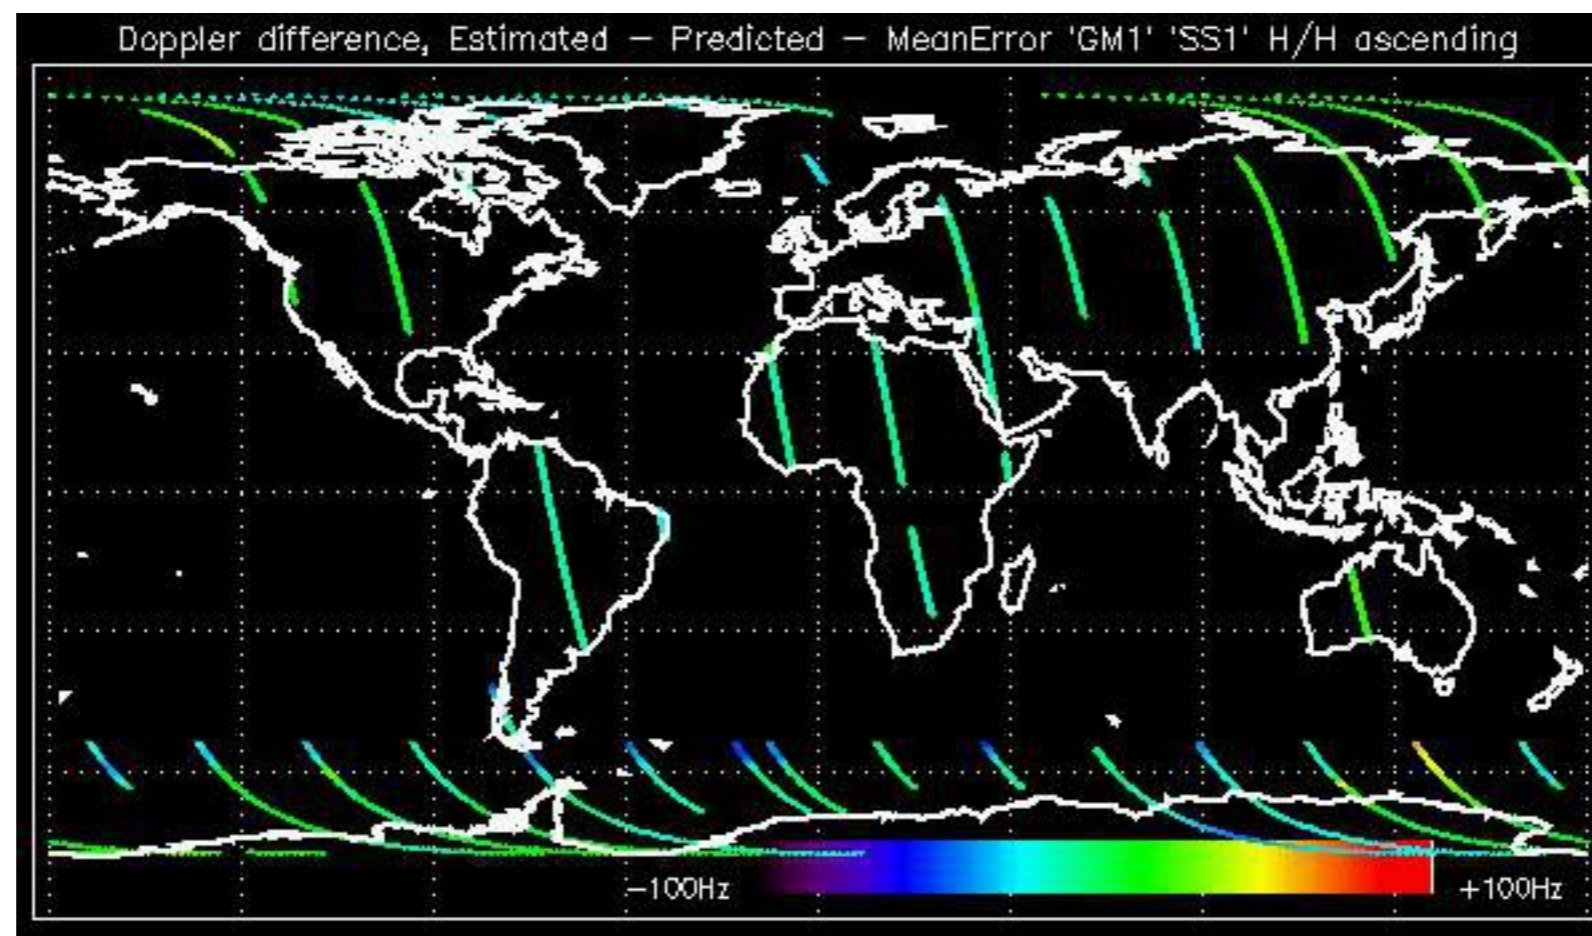 Doppler difference, Estimated − Predicted − MeanError 'GM1' 'SS1' H/H ascending
−100Hz +100Hz